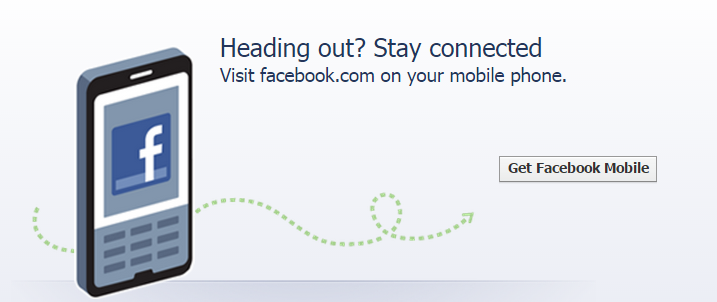 Heading out? Stay connected
Visit facebook.com on your mobile phone.
f
Get Facebook Mobile